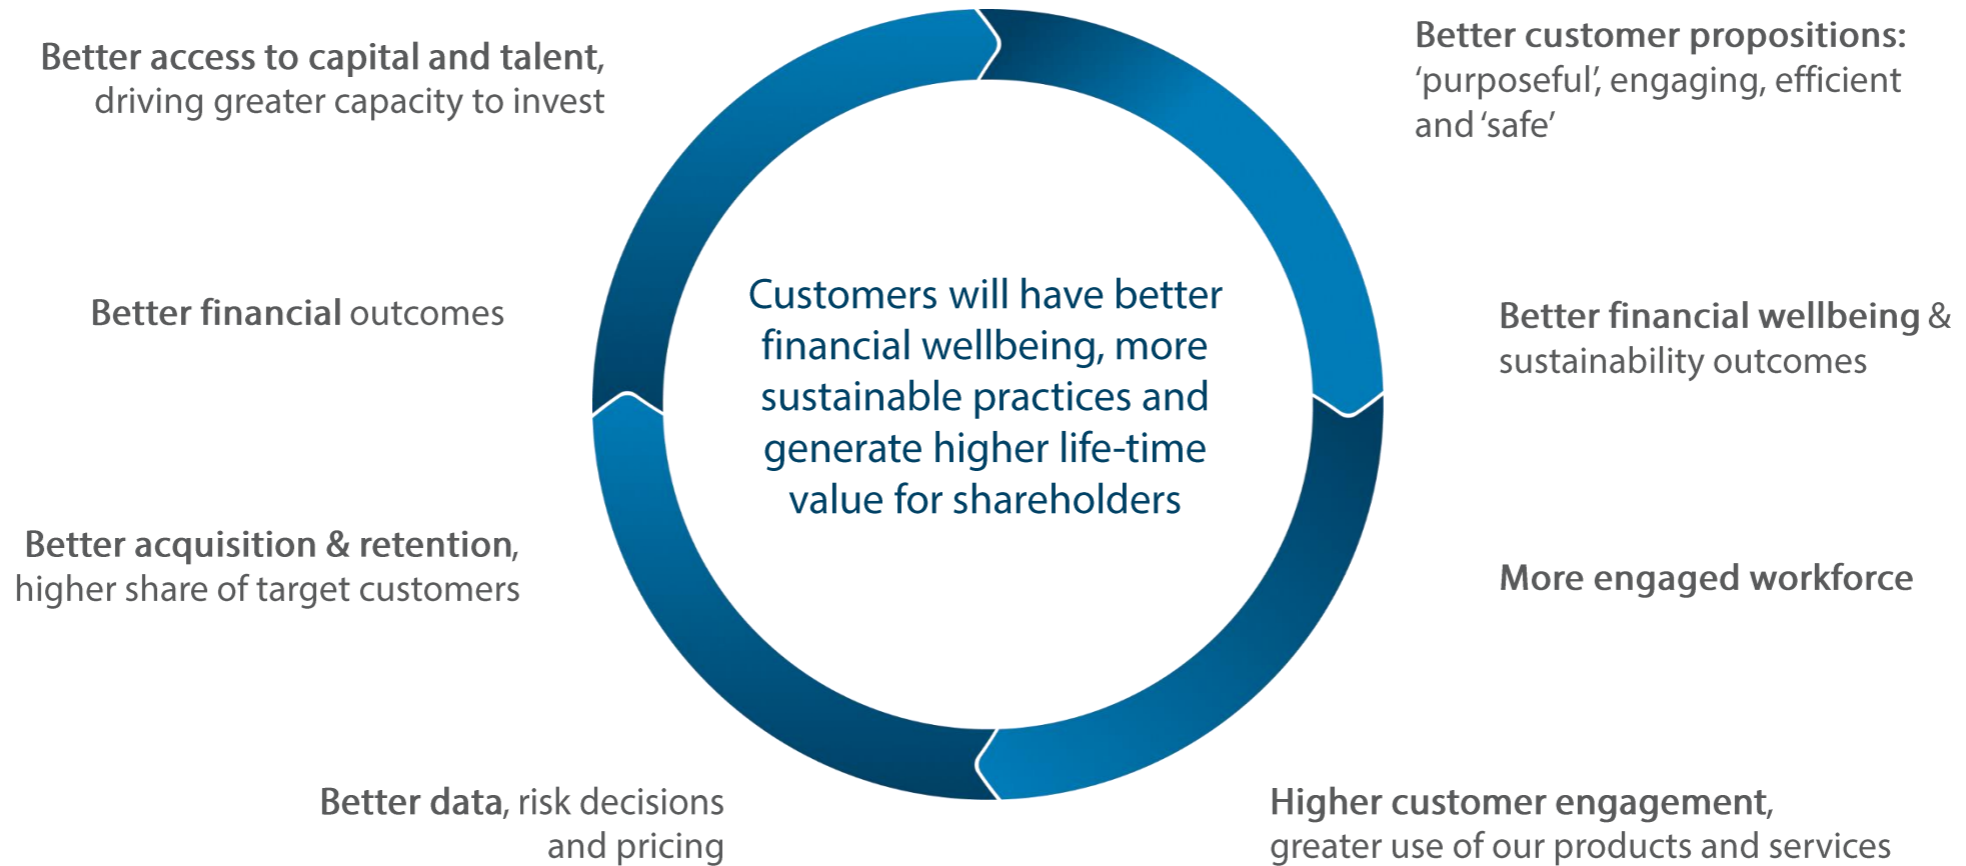 Better access to capital and talent,
driving greater capacity to invest
Better customer propositions:
‘purposeful’, engaging, efficient
and ‘safe’
Better financial outcomes
Customers will have better
financial wellbeing, more
sustainable practices and
generate higher life-time
value for shareholders
Better financial wellbeing &
sustainability outcomes
Better acquisition & retention,
higher share of target customers
More engaged workforce
Better data, risk decisions
and pricing
Higher customer engagement,
greater use of our products and services